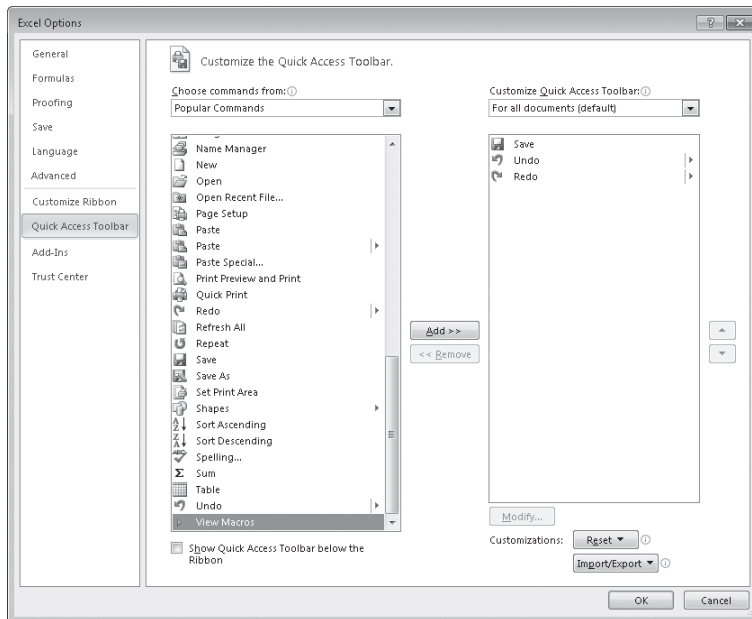 Excel Options
General
Formulas
Proofing
Save
Language
Advanced
Customize Ribbon
Quick Access Toolbar
Add-Ins
Trust Center
Customize the Quick Access Toolbar.
Choose commands from:
Popular Commands
Name Manager
New
Open
Open Recent File...
Page Setup
Paste
Paste
Paste Special...
Print Preview and Print
Quick Print
Redo
Refresh All
Repeat
Save
Save As
Set Print Area
Shapes
Sort Ascending
Sort Descending
Spelling...
Sum
Table
Undo
View Macros
Show Quick Access Toolbar below the
Ribbon
Add >>
<< Remove
Customize Quick Access Toolbar:
For all documents (default)
Save
Undo
Redo
Modify...
Customizations:
Reset
Import/Export
OK
Cancel